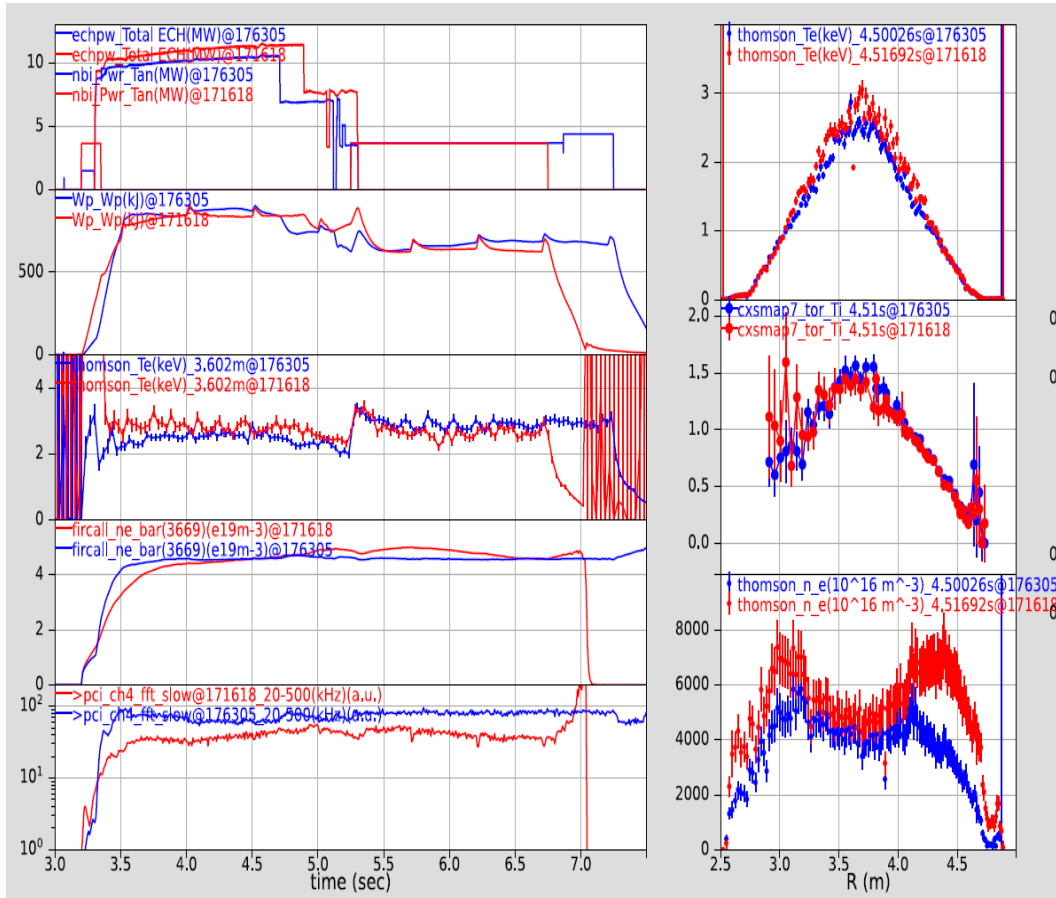 echpw_Total ECH(MW)@176305
echpw_Total ECH(MW)@171618
nbi_Pwr_Tan(MW)@176305
nbi_Pwr_Tan(MW)@171618
10
5
0
Wp_Wp(kJ)@176305
Wp_Wp(kJ)@171618
500
0
thomson_Te(keV)_3.602m@176305
thomson_Te(keV)_3.602m@171618
4
2
0
fircall_ne_bar(3669)(e19m-3)@171618
fircall_ne_bar(3669)(e19m-3)@176305
4
2
0
>pci_ch4_fft_slow@171618_20-500(kHz)(a.u.)
>pci_ch4_fft_slow@176305_20-500(kHz)(a.u.)
10^2
10^1
10^0
3.0 3.5 4.0 4.5 5.0 5.5 6.0 6.5 7.0
time (sec)
thomson_Te(keV)_4.50026s@176305
thomson_Te(keV)_4.51692s@171618
3
2
1
0
cxsmap7_tor_Ti_4.51s@176305
cxsmap7_tor_Ti_4.51s@171618
2.0
1.5
1.0
0.5
0.0
thomson_n_e(10^16 m^-3)_4.50026s@176305
thomson_n_e(10^16 m^-3)_4.51692s@171618
8000
6000
4000
2000
0
2.5 3.0 3.5 4.0 4.5
R (m)